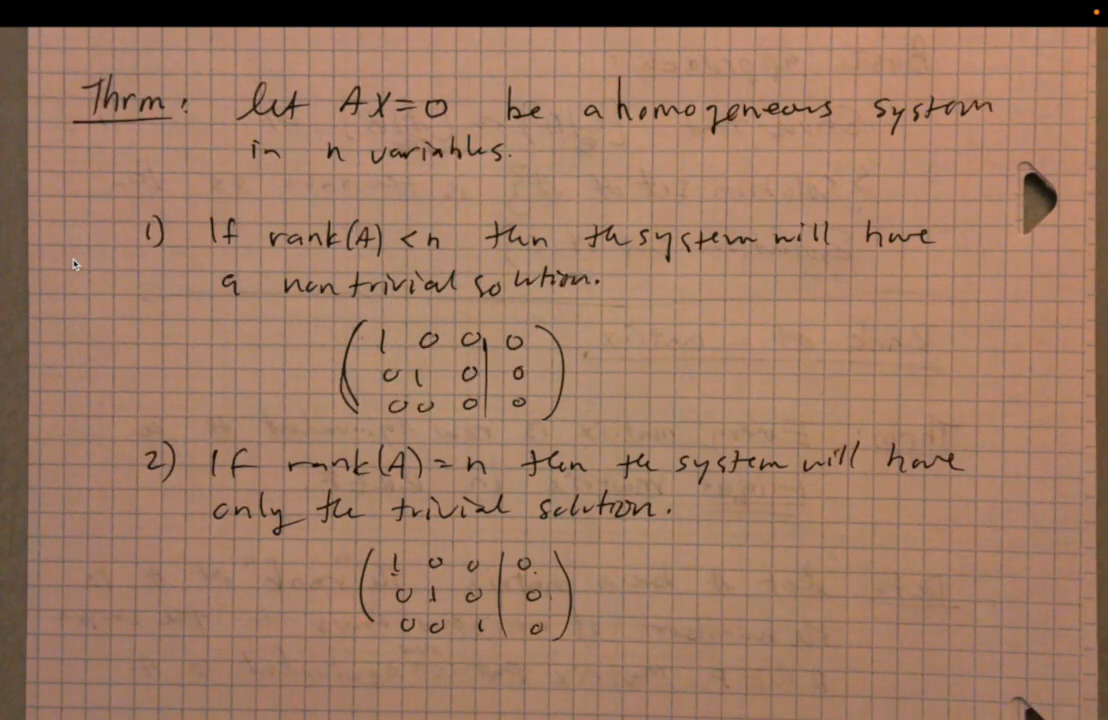 Thrm: let AX=0 be a homogeneous system
in n variables.
1) If rank(A) <n then the system will have
a non trivial solution.
( 1 0 0 | 0 )
( 0 1 0 | 0 )
( 0 0 0 | 0 )
2) If rank(A) = n then the system will have
only the trivial solution.
( 1 0 0 | 0 )
( 0 1 0 | 0 )
( 0 0 1 | 0 )